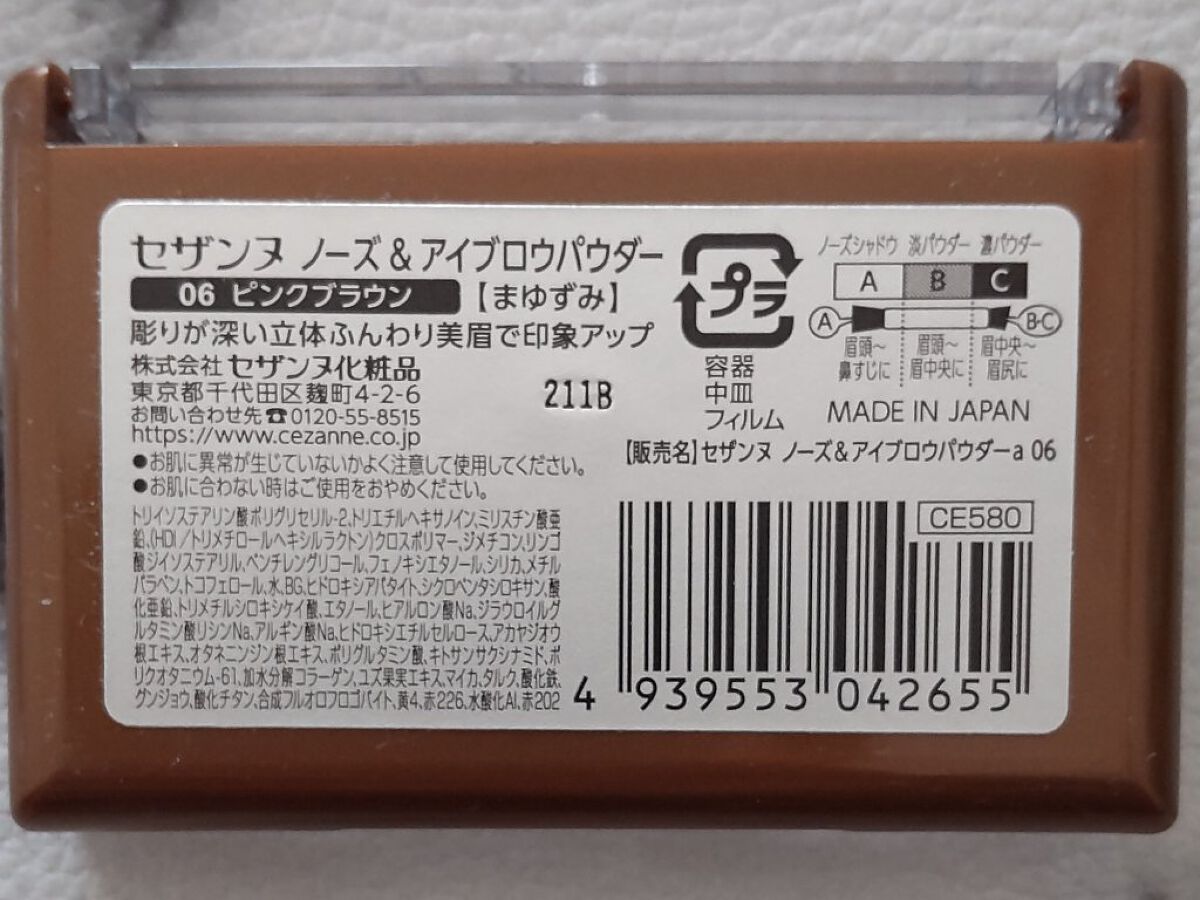 セザンヌ ノーズ&アイブロウパウダー
06 ピンクブラウン 【まゆずみ】
彫りが深い立体ふんわり美眉で印象アップ
株式会社 セザンヌ化粧品
東京都千代田区麹町4-2-6
お問い合わせ先☎0120-55-8515
https://www.cezanne.co.jp
211B
●お肌に異常が生じていないかよく注意して使用してください。
●お肌に合わない時はご使用をおやめください。
トリイソステアリン酸ポリグリセリル-2、トリエチルヘキサノイン、ミリスチン酸亜
鉛、(HDI/トリメチロールヘキシルラクトン)クロスポリマー、ジメチコン、リンゴ
酸ジイソステアリル、ペンチレングリコール、フェノキシエタノール、シリカ、メチル
パラベン、トコフェロール、水、BG、ヒドロキシアパタイト、シクロペンタシロキサン、酸
化亜鉛、トリメチルシロキシケイ酸、エタノール、ヒアルロン酸Na、ジラウロイルグ
ルタミン酸リシンNa、アルギン酸Na、ヒドロキシエチルセルロース、アカヤジオウ
根エキス、オタネニンジン根エキス、ポリグルタミン酸、キトサンサクシナミド、ポ
リクオタニウム-61、加水分解コラーゲン、ユズ果実エキス、マイカ、タルク、酸化鉄、
グンジョウ、酸化チタン、合成フルオロフロゴパイト、黄4、赤226、水酸化Al、赤202
プラ
容器
中皿
フィルム
ノーズシャドウ 淡パウダー 濃パウダー
A B C
A B・C
眉頭〜 眉頭〜 眉中央〜
鼻すじに 眉中央に 眉尻に
MADE IN JAPAN
【販売名】セザンヌ ノーズ&アイブロウパウダーa 06
CE580
4 939553 042655